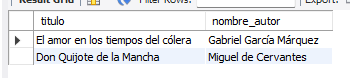 Result Grid Filter Rows: Export:
titulo nombre_autor
El amor en los tiempos del cólera Gabriel García Márquez
Don Quijote de la Mancha Miguel de Cervantes